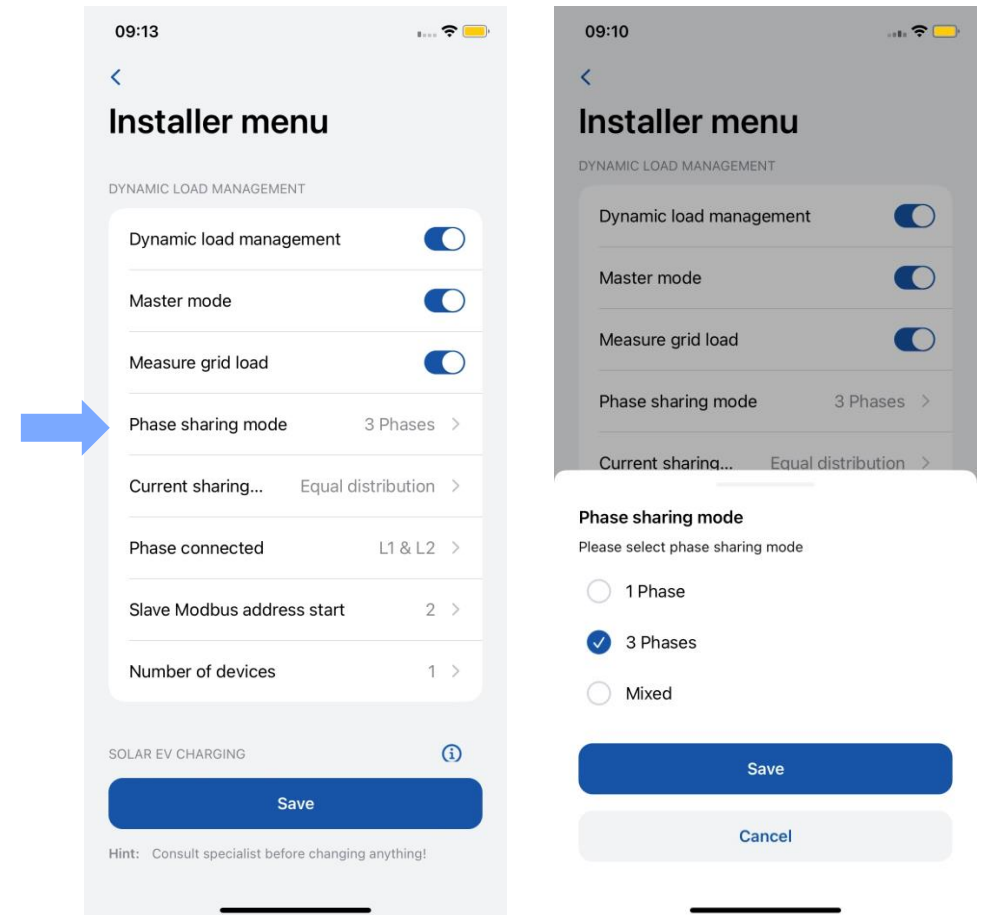 09:13
Installer menu
DYNAMIC LOAD MANAGEMENT
Dynamic load management
Master mode
Measure grid load
Phase sharing mode 3 Phases
Current sharing... Equal distribution
Phase connected L1 & L2
Slave Modbus address start 2
Number of devices 1
SOLAR EV CHARGING
Save
Hint: Consult specialist before changing anything!
09:10
Installer menu
DYNAMIC LOAD MANAGEMENT
Dynamic load management
Master mode
Measure grid load
Phase sharing mode 3 Phases
Current sharing... Equal distribution
Phase sharing mode
Please select phase sharing mode
1 Phase
3 Phases
Mixed
Save
Cancel